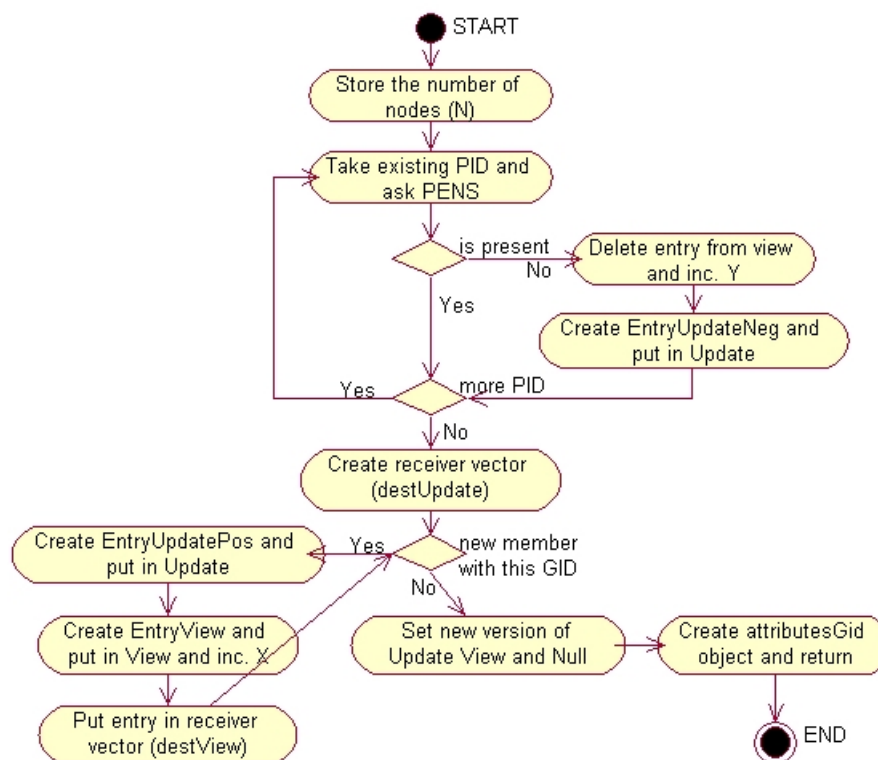 START
Store the number of
nodes (N)
Take existing PID and
ask PENS
is present
No
Delete entry from view
and inc. Y
Yes
Create EntryUpdateNeg and
put in Update
Yes
more PID
No
Create receiver vector
(destUpdate)
Create EntryUpdatePos and
put in Update
Yes
new member
with this GID
No
Create EntryView and
put in View and inc. X
Set new version of
Update View and Null
Create attributesGid
object and return
Put entry in receiver
vector (destView)
END